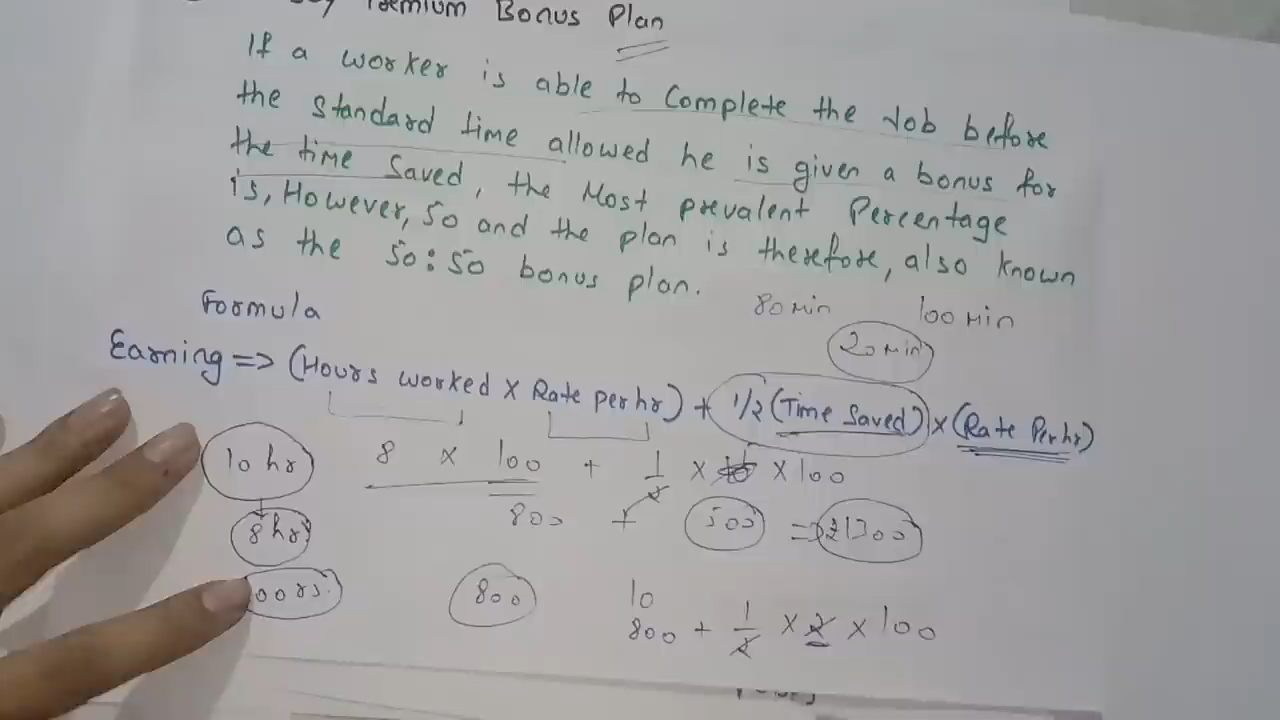 Premium Bonus Plan
If a worker is able to Complete the Job before
the standard time allowed he is given a bonus for
the time Saved, the Most prevalent Percentage
is, However, 50 and the plan is therefore, also known
as the 50:50 bonus plan.
80 Min 100 Min
20 Min
Formula
Earning => (Hours worked X Rate per hr) + 1/2 (Time Saved) x (Rate Per hr)
10 hr 8 x 100 + 1/2 x x 100
8 hr 800 + 500 => ₹1300
00 rs. 800 10
800 + 1/2 x 2 x 100